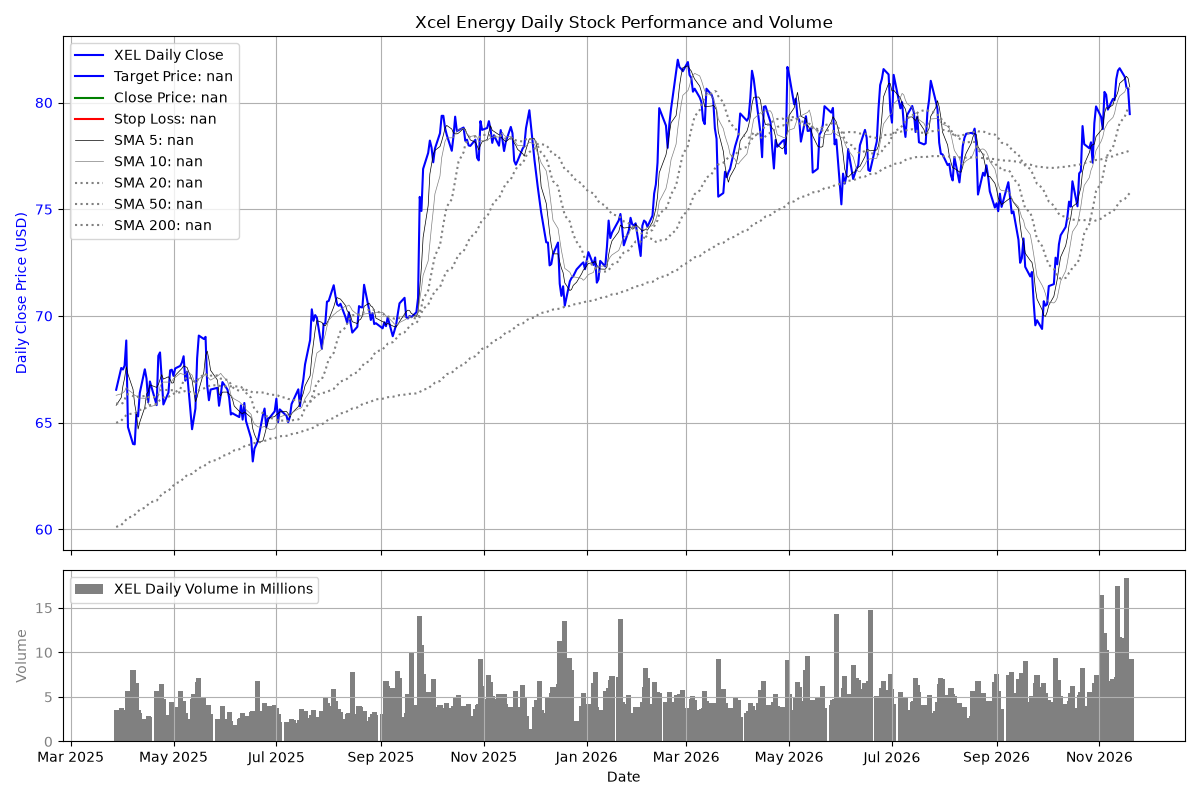 Xcel Energy Daily Stock Performance and Volume
XEL Daily Close
Target Price: nan
Close Price: nan
Stop Loss: nan
SMA 5: nan
SMA 10: nan
SMA 20: nan
SMA 50: nan
SMA 200: nan
Daily Close Price (USD)
80
75
70
65
60
XEL Daily Volume in Millions
Volume
15
10
5
0
Mar 2025 May 2025 Jul 2025 Sep 2025 Nov 2025 Jan 2026 Mar 2026 May 2026 Jul 2026 Sep 2026 Nov 2026
Date